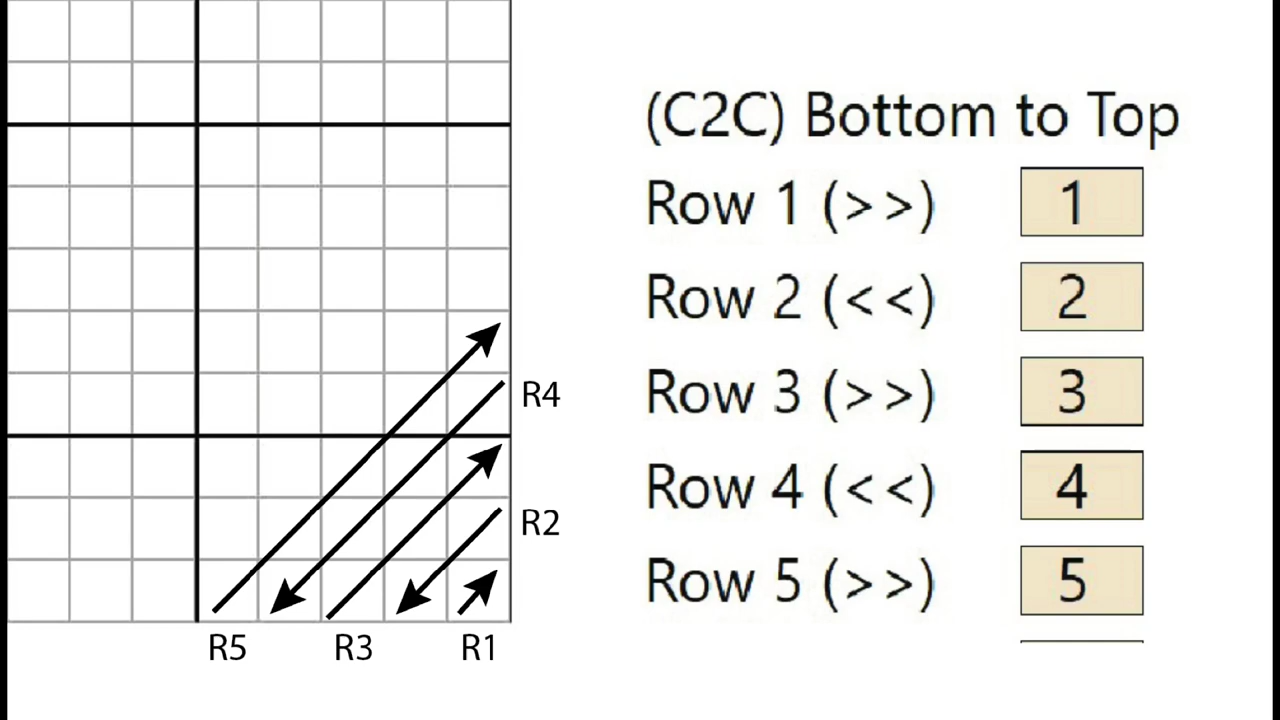 (C2C) Bottom to Top
Row 1 (>>) 1
Row 2 (<<) 2
Row 3 (>>) 3
Row 4 (<<) 4
Row 5 (>>) 5
R4
R2
R5 R3 R1